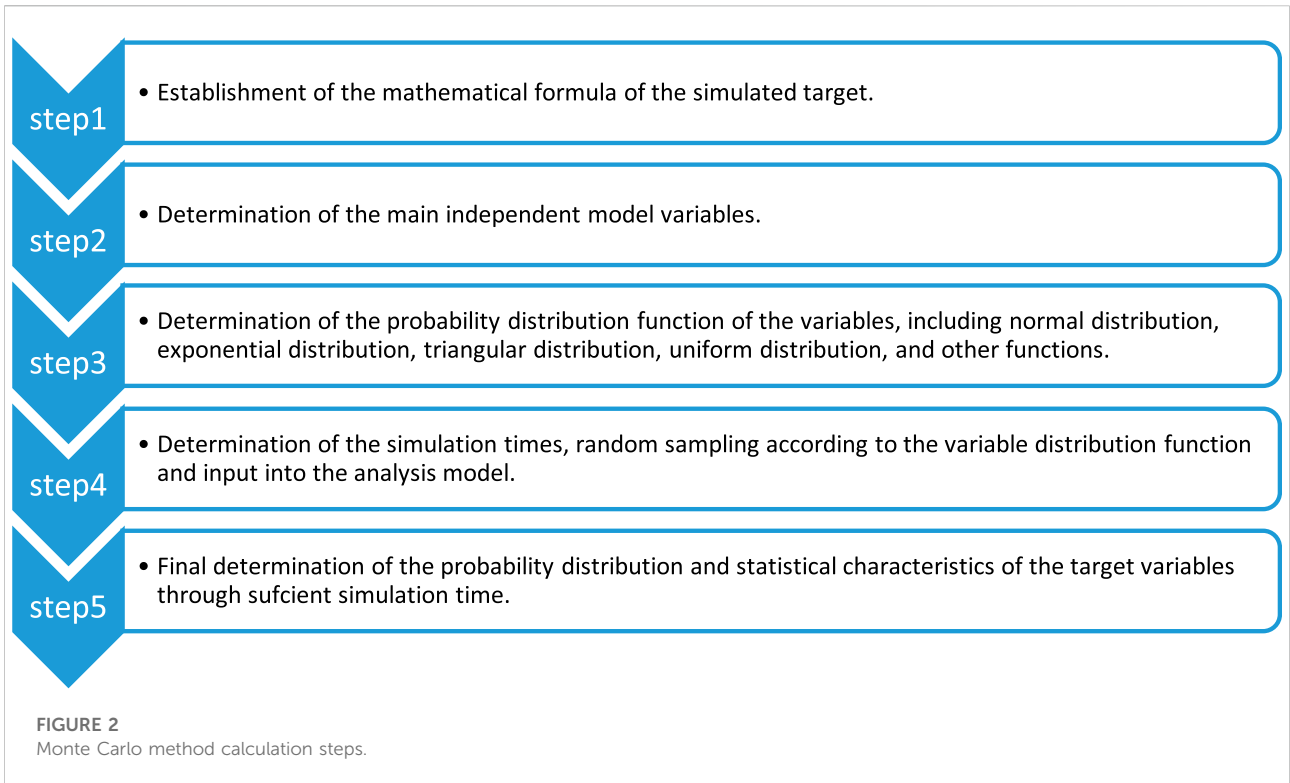 step1
• Establishment of the mathematical formula of the simulated target.
step2
• Determination of the main independent model variables.
step3
• Determination of the probability distribution function of the variables, including normal distribution,
exponential distribution, triangular distribution, uniform distribution, and other functions.
step4
• Determination of the simulation times, random sampling according to the variable distribution function
and input into the analysis model.
step5
• Final determination of the probability distribution and statistical characteristics of the target variables
through sufcient simulation time.
FIGURE 2
Monte Carlo method calculation steps.